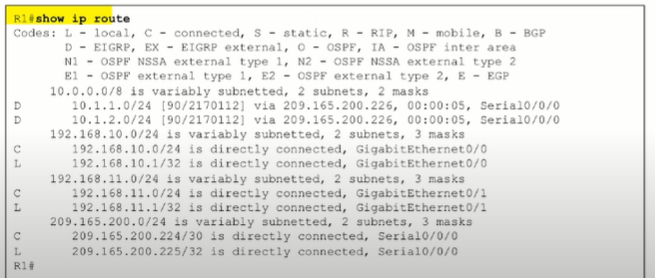 R1#show ip route
Codes: L - local, C - connected, S - static, R - RIP, M - mobile, B - BGP
D - EIGRP, EX - EIGRP external, O - OSPF, IA - OSPF inter area
N1 - OSPF NSSA external type 1, N2 - OSPF NSSA external type 2
E1 - OSPF external type 1, E2 - OSPF external type 2, E - EGP
10.0.0.0/8 is variably subnetted, 2 subnets, 2 masks
D 10.1.1.0/24 [90/2170112] via 209.165.200.226, 00:00:05, Serial0/0/0
D 10.1.2.0/24 [90/2170112] via 209.165.200.226, 00:00:05, Serial0/0/0
192.168.10.0/24 is variably subnetted, 2 subnets, 3 masks
C 192.168.10.0/24 is directly connected, GigabitEthernet0/0
L 192.168.10.1/32 is directly connected, GigabitEthernet0/0
192.168.11.0/24 is variably subnetted, 2 subnets, 3 masks
C 192.168.11.0/24 is directly connected, GigabitEthernet0/1
L 192.168.11.1/32 is directly connected, GigabitEthernet0/1
209.165.200.0/24 is variably subnetted, 2 subnets, 3 masks
C 209.165.200.224/30 is directly connected, Serial0/0/0
L 209.165.200.225/32 is directly connected, Serial0/0/0
R1#